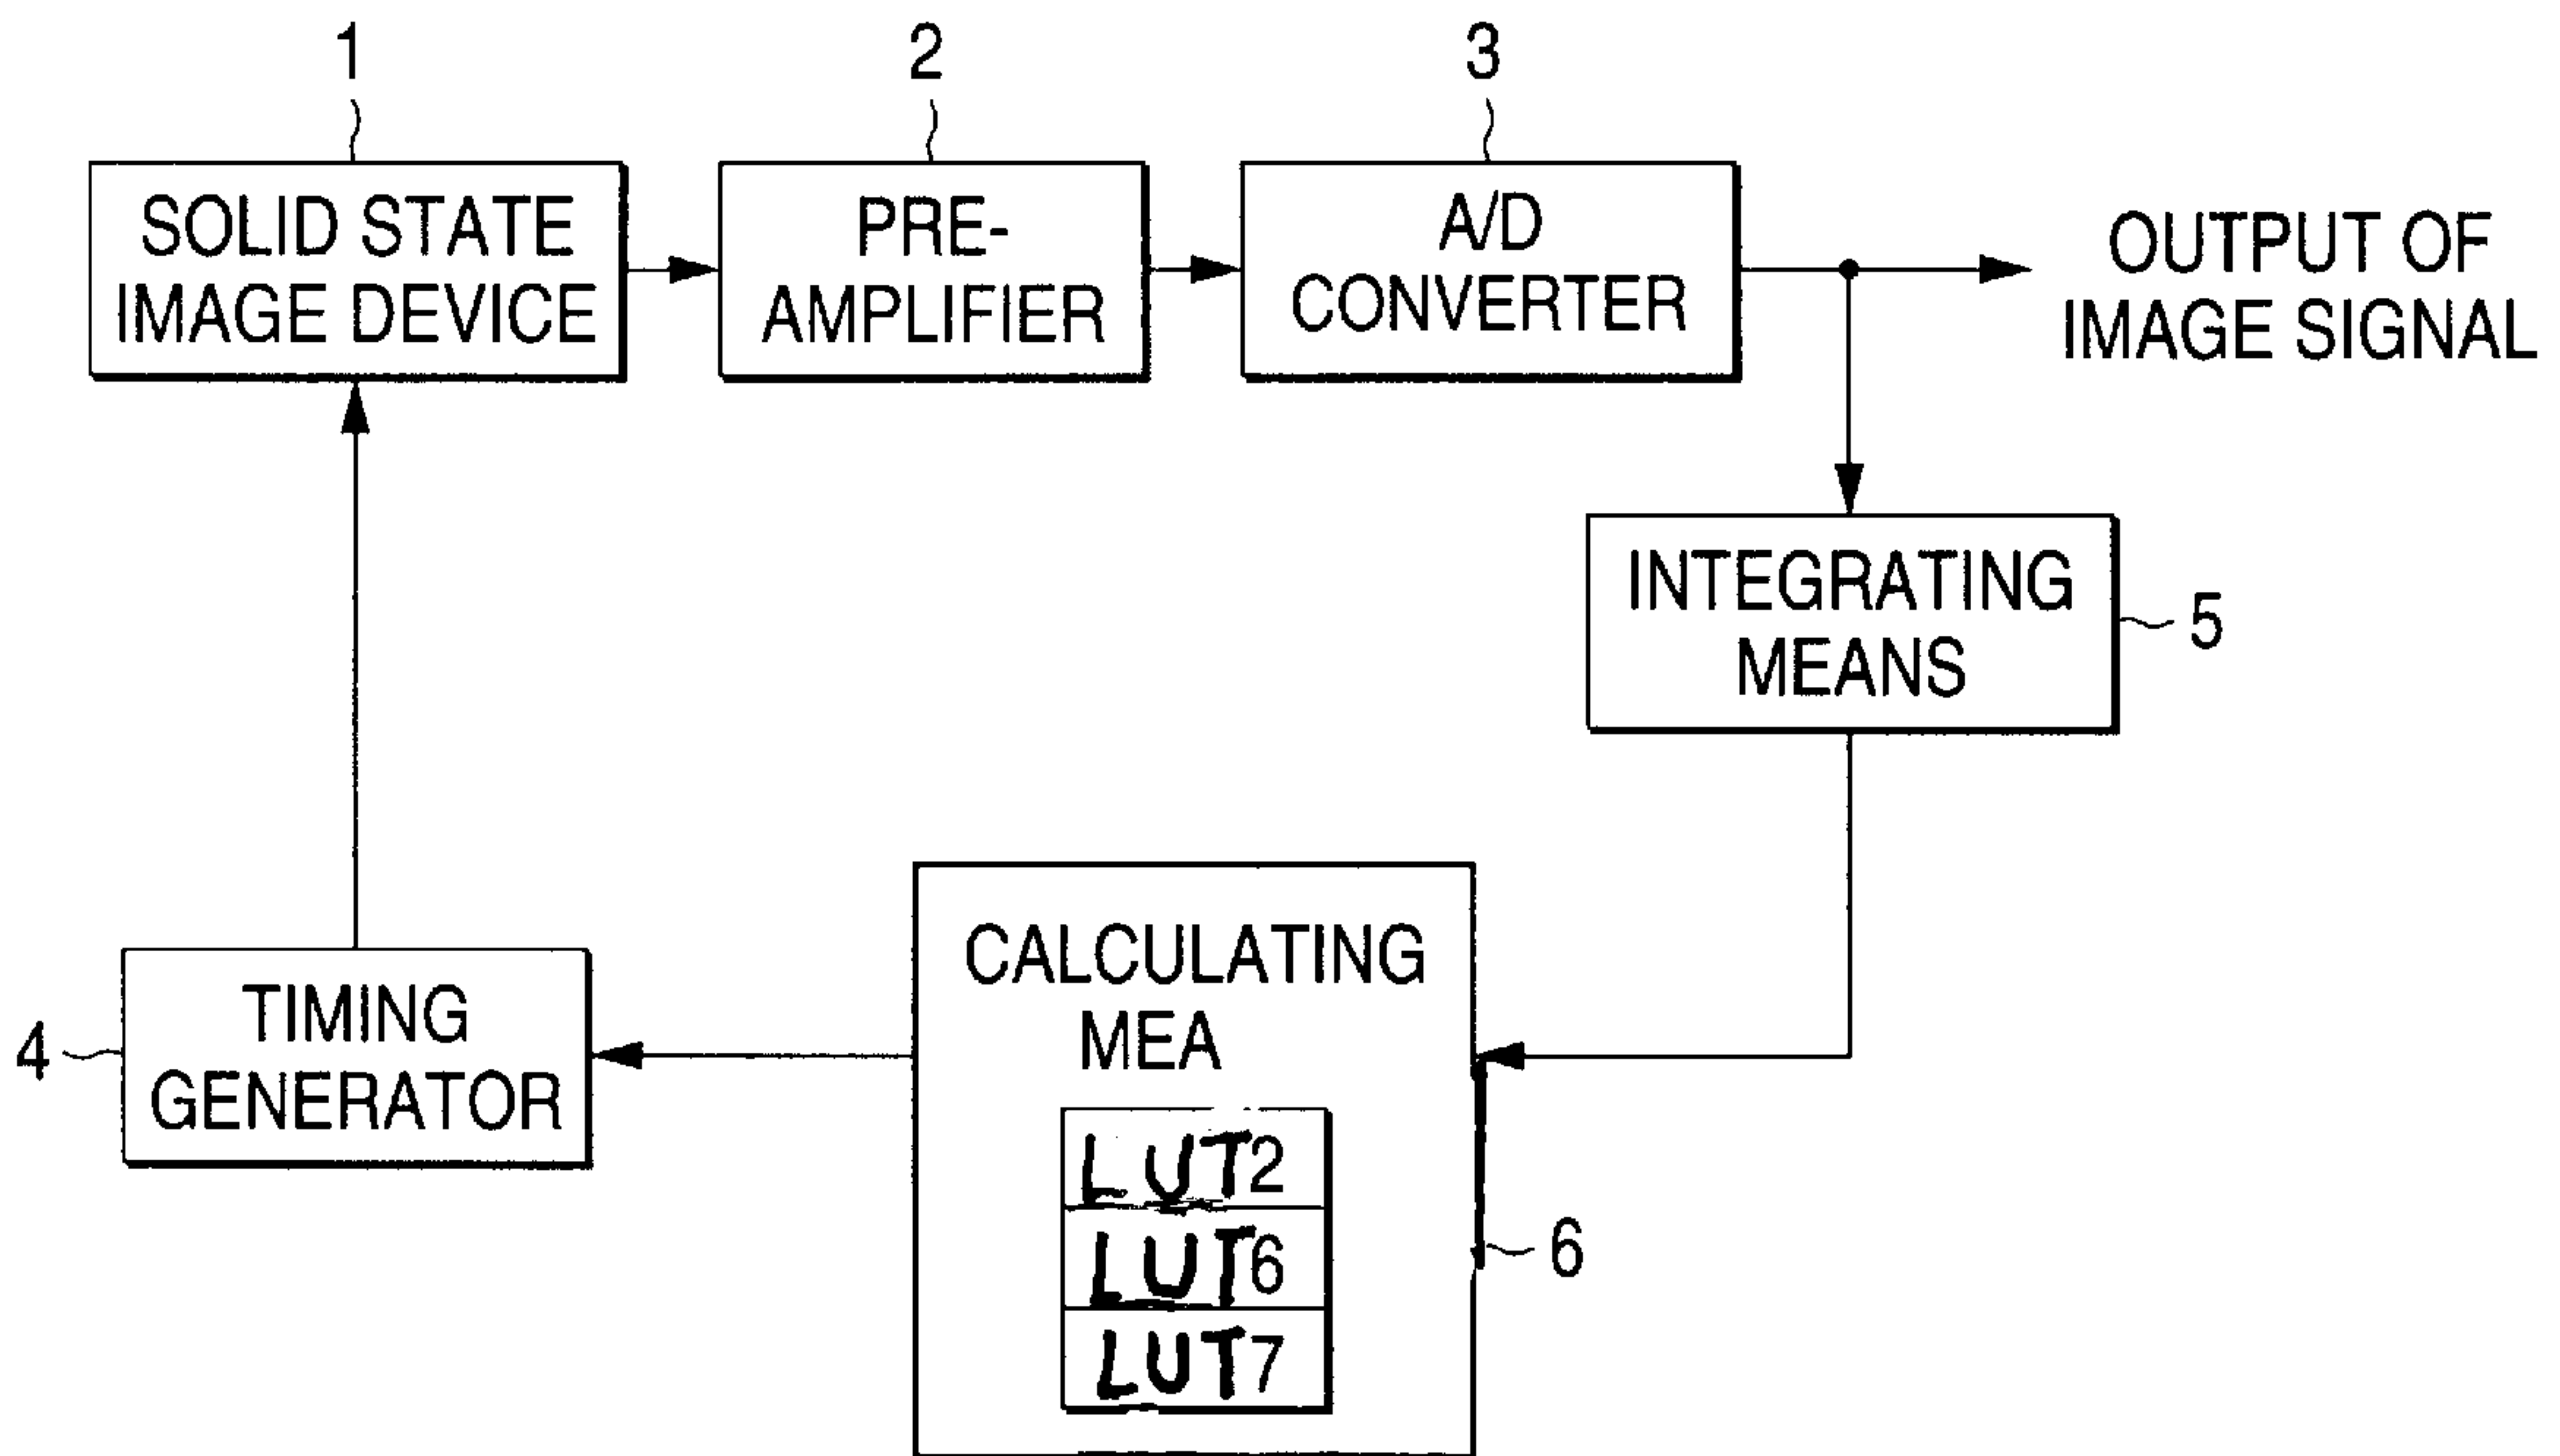 1
2
3
SOLID STATE
IMAGE DEVICE
PRE-
AMPLIFIER
A/D
CONVERTER
OUTPUT OF
IMAGE SIGNAL
INTEGRATING
MEANS
5
CALCULATING
MEA
LUT2
LUT6
LUT7
6
4
TIMING
GENERATOR